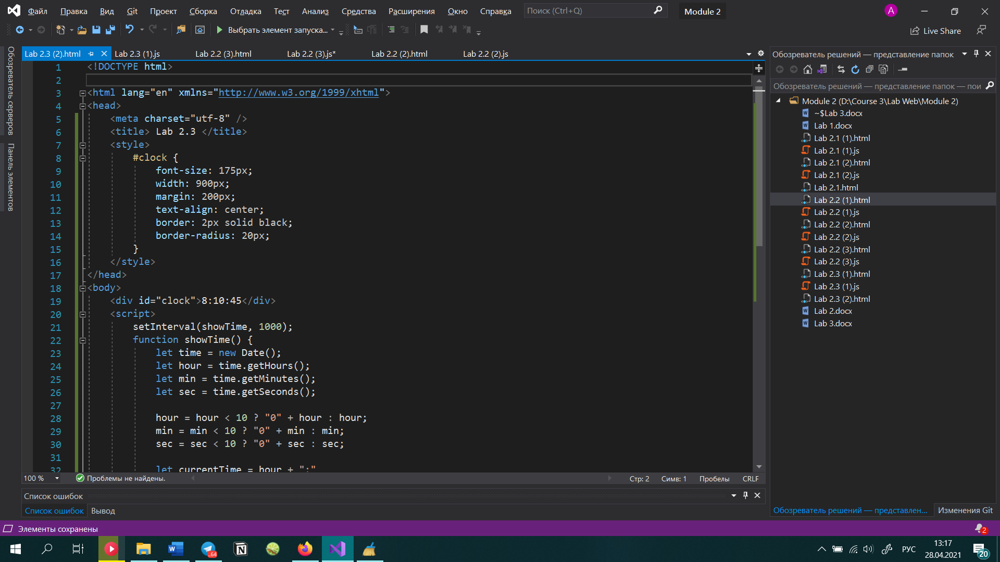 Файл Правка Вид Git Проект Сборка Отладка Тест Анализ Средства Расширения Окно Справка Поиск (Ctrl+Q) Module 2 A
Выбрать элемент запуска... Live Share
Обозреватель серверов
Панель элементов
Lab 2.3 (2).html Lab 2.3 (1).js Lab 2.2 (3).html Lab 2.2 (3).js* Lab 2.2 (2).html Lab 2.2 (2).js
1 <!DOCTYPE html>
2
3 <html lang="en" xmlns="http://www.w3.org/1999/xhtml">
4 <head>
5 <meta charset="utf-8" />
6 <title> Lab 2.3 </title>
7 <style>
8 #clock {
9 font-size: 175px;
10 width: 900px;
11 margin: 200px;
12 text-align: center;
13 border: 2px solid black;
14 border-radius: 20px;
15 }
16 </style>
17 </head>
18 <body>
19 <div id="clock">8:10:45</div>
20 <script>
21 setInterval(showTime, 1000);
22 function showTime() {
23 let time = new Date();
24 let hour = time.getHours();
25 let min = time.getMinutes();
26 let sec = time.getSeconds();
27
28 hour = hour < 10 ? "0" + hour : hour;
29 min = min < 10 ? "0" + min : min;
30 sec = sec < 10 ? "0" + sec : sec;
31
32 let currentTime = hour + ":"
100 % Проблемы не найдены. Стр: 2 Симв: 1 Пробелы CRLF
Список ошибок
Список ошибок Вывод
Обозреватель решений — представление папок
Обозреватель решений — представление папок — пои
Module 2 (D:\Course 3\Lab Web\Module 2)
~$Lab 3.docx
Lab 1.docx
Lab 2.1 (1).html
Lab 2.1 (1).js
Lab 2.1 (2).html
Lab 2.1 (2).js
Lab 2.1.html
Lab 2.2 (1).html
Lab 2.2 (1).js
Lab 2.2 (2).html
Lab 2.2 (2).js
Lab 2.2 (3).html
Lab 2.2 (3).js
Lab 2.3 (1).html
Lab 2.3 (1).js
Lab 2.3 (2).html
Lab 2.docx
Lab 3.docx
Обозреватель решений — представлен... Изменения Git
Элементы сохранены 2
..64 РУС 13:17 20
28.04.2021